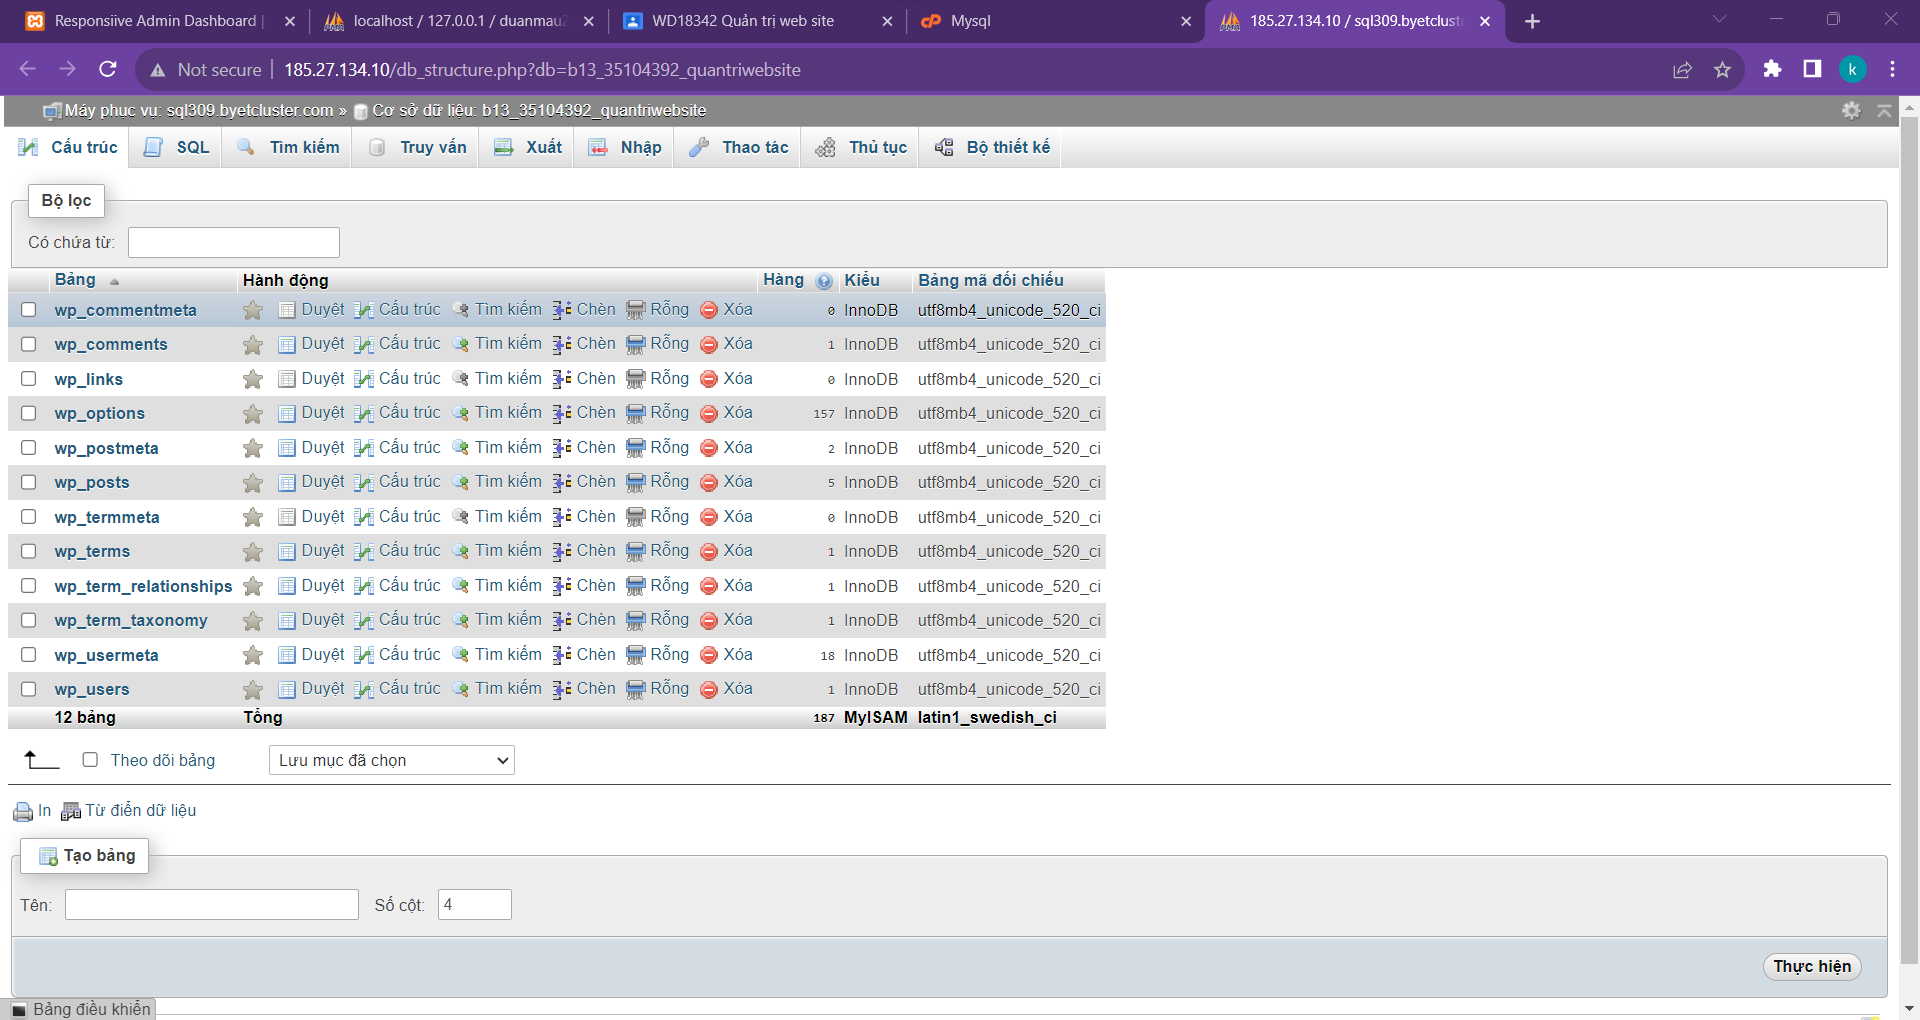 Responsiive Admin Dashboard |
localhost / 127.0.0.1 / duanmau2
WD18342 Quản trị web site
Mysql
185.27.134.10 / sql309.byetcluste
Not secure
185.27.134.10/db_structure.php?db=b13_35104392_quantriwebsite
k
Máy phục vụ: sql309.byetcluster.com » Cơ sở dữ liệu: b13_35104392_quantriwebsite
Cấu trúc SQL Tìm kiếm Truy vấn Xuất Nhập Thao tác Thủ tục Bộ thiết kế
Bộ lọc
Có chứa từ:
Bảng Hành động Hàng Kiểu Bảng mã đối chiếu
wp_commentmeta Duyệt Cấu trúc Tìm kiếm Chèn Rỗng Xóa 0 InnoDB utf8mb4_unicode_520_ci
wp_comments Duyệt Cấu trúc Tìm kiếm Chèn Rỗng Xóa 1 InnoDB utf8mb4_unicode_520_ci
wp_links Duyệt Cấu trúc Tìm kiếm Chèn Rỗng Xóa 0 InnoDB utf8mb4_unicode_520_ci
wp_options Duyệt Cấu trúc Tìm kiếm Chèn Rỗng Xóa 157 InnoDB utf8mb4_unicode_520_ci
wp_postmeta Duyệt Cấu trúc Tìm kiếm Chèn Rỗng Xóa 2 InnoDB utf8mb4_unicode_520_ci
wp_posts Duyệt Cấu trúc Tìm kiếm Chèn Rỗng Xóa 5 InnoDB utf8mb4_unicode_520_ci
wp_termmeta Duyệt Cấu trúc Tìm kiếm Chèn Rỗng Xóa 0 InnoDB utf8mb4_unicode_520_ci
wp_terms Duyệt Cấu trúc Tìm kiếm Chèn Rỗng Xóa 1 InnoDB utf8mb4_unicode_520_ci
wp_term_relationships Duyệt Cấu trúc Tìm kiếm Chèn Rỗng Xóa 1 InnoDB utf8mb4_unicode_520_ci
wp_term_taxonomy Duyệt Cấu trúc Tìm kiếm Chèn Rỗng Xóa 1 InnoDB utf8mb4_unicode_520_ci
wp_usermeta Duyệt Cấu trúc Tìm kiếm Chèn Rỗng Xóa 18 InnoDB utf8mb4_unicode_520_ci
wp_users Duyệt Cấu trúc Tìm kiếm Chèn Rỗng Xóa 1 InnoDB utf8mb4_unicode_520_ci
12 bảng Tổng 187 MyISAM latin1_swedish_ci
Theo dõi bảng Lưu mục đã chọn
In Từ điển dữ liệu
Tạo bảng
Tên: Số cột: 4
Thực hiện
Bảng điều khiển